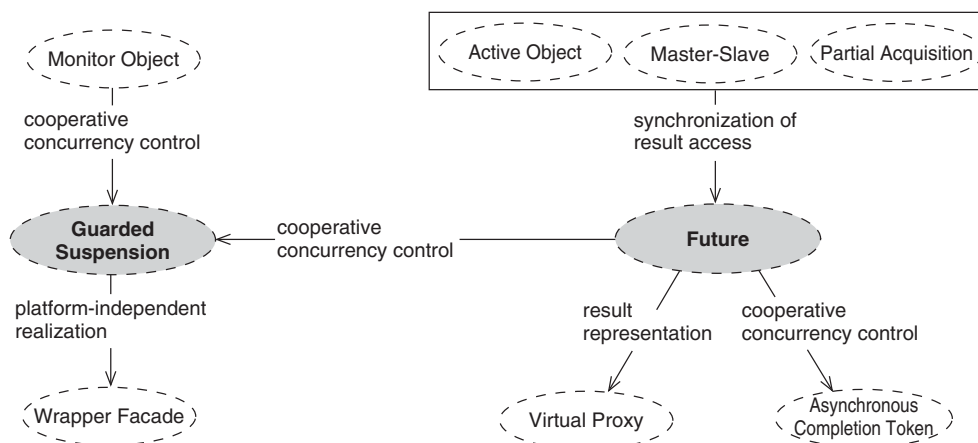 Monitor Object
Active Object
Master-Slave
Partial Acquisition
cooperative
concurrency control
synchronization of
result access
Guarded
Suspension
cooperative
concurrency control
Future
platform-independent
realization
result
representation
cooperative
concurrency control
Wrapper Facade
Virtual Proxy
Asynchronous
Completion Token